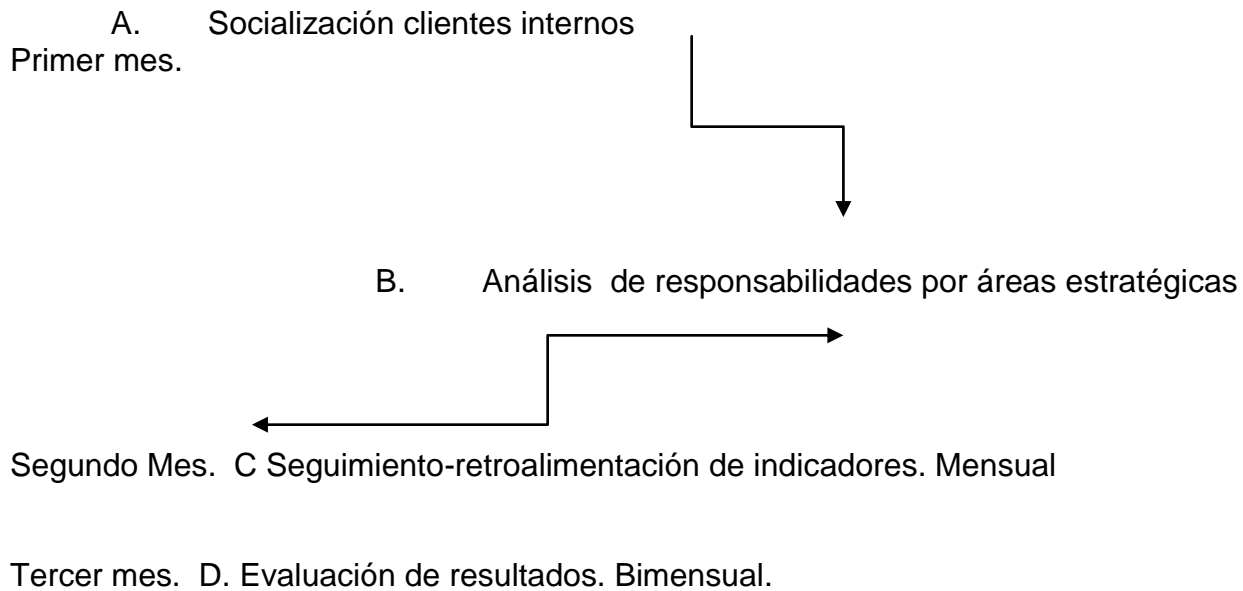 A. Socialización clientes internos
Primer mes.
B. Análisis de responsabilidades por áreas estratégicas
Segundo Mes. C Seguimiento-retroalimentación de indicadores. Mensual
Tercer mes. D. Evaluación de resultados. Bimensual.